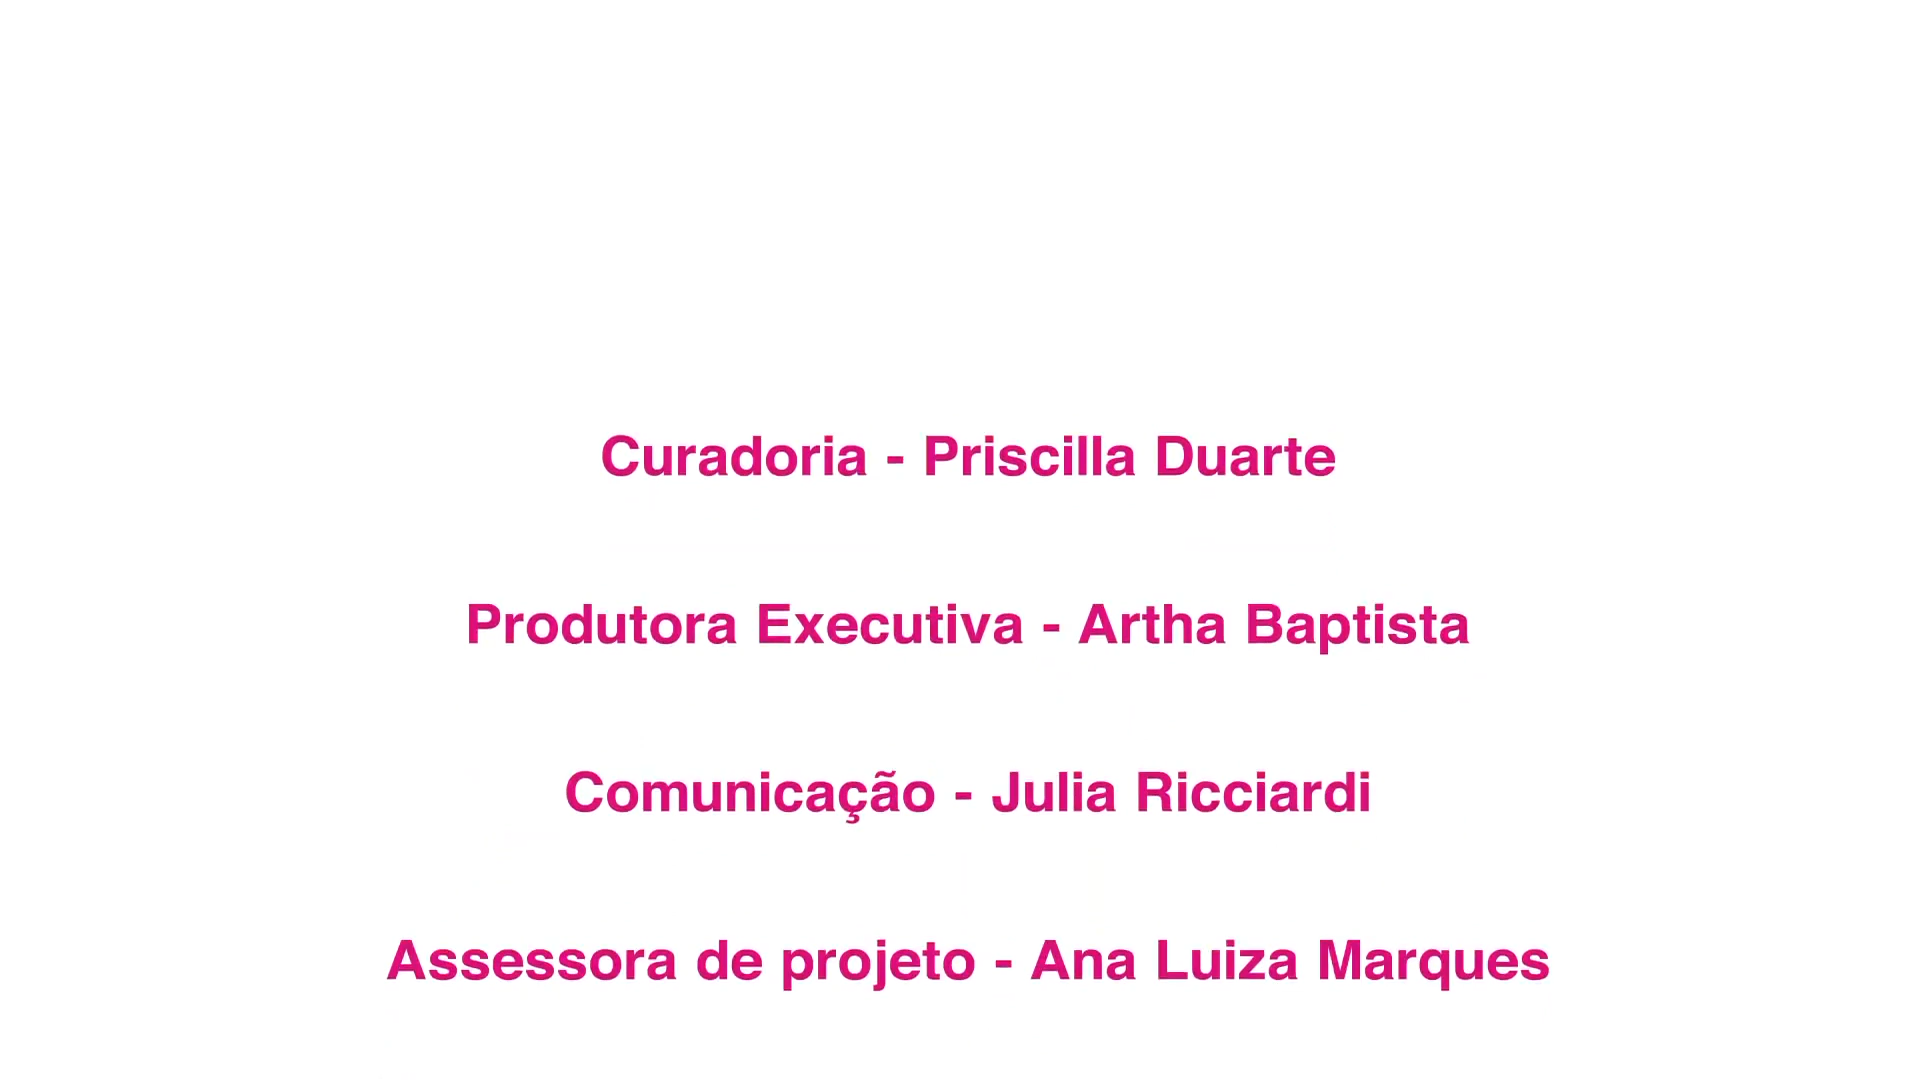 Curadoria - Priscilla Duarte
Produtora Executiva - Artha Baptista
Comunicação - Julia Ricciardi
Assessora de projeto - Ana Luiza Marques